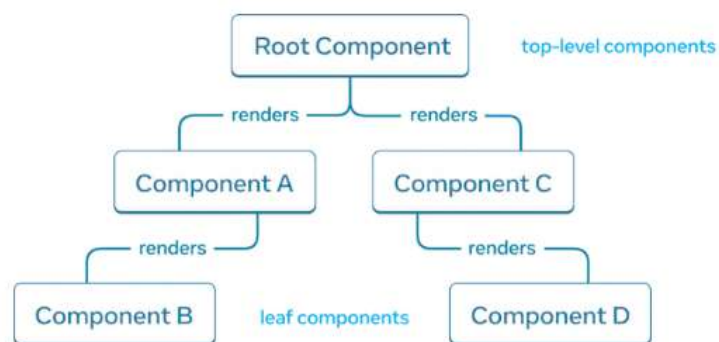 Root Component
top-level components
renders
renders
Component A
Component C
renders
renders
Component B
leaf components
Component D